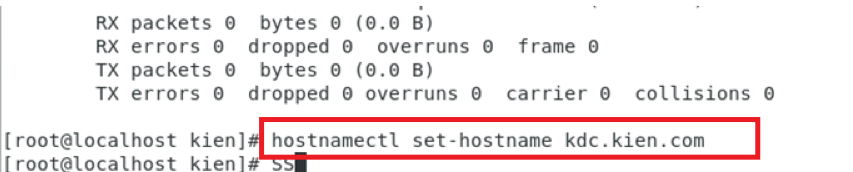 RX packets 0  bytes 0 (0.0 B)
RX errors 0  dropped 0  overruns 0  frame 0
TX packets 0  bytes 0 (0.0 B)
TX errors 0  dropped 0 overruns 0  carrier 0  collisions 0
[root@localhost kien]# hostnamectl set-hostname kdc.kien.com
[root@localhost kien]# SS